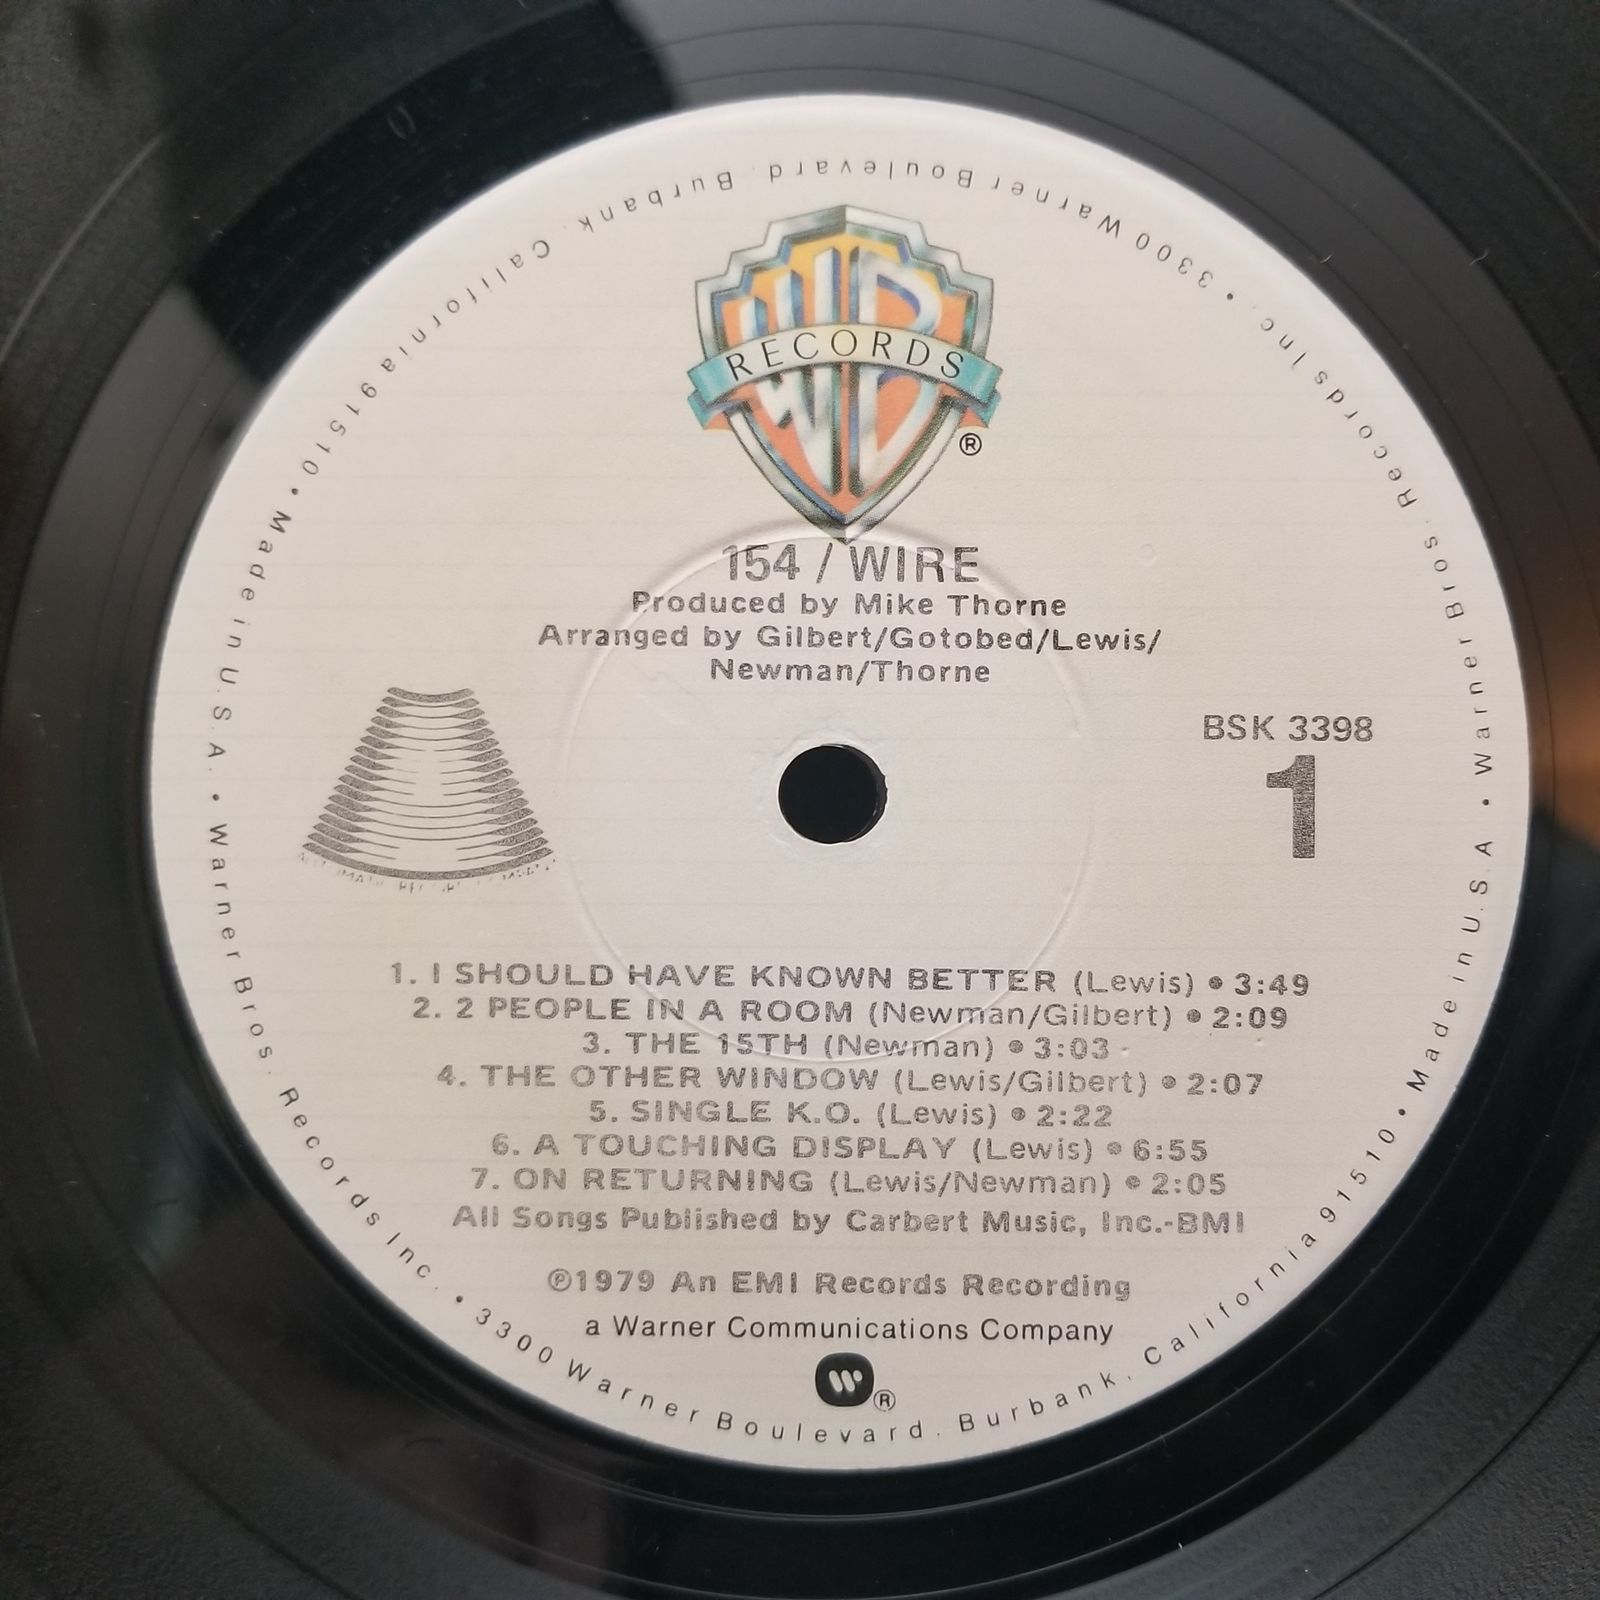 WB
RECORDS
®
154 / WIRE
Produced by Mike Thorne
Arranged by Gilbert/Gotobed/Lewis/
Newman/Thorne
BSK 3398
1
1. I SHOULD HAVE KNOWN BETTER (Lewis) • 3:49
2. 2 PEOPLE IN A ROOM (Newman/Gilbert) • 2:09
3. THE 15TH (Newman) • 3:03
4. THE OTHER WINDOW (Lewis/Gilbert) • 2:07
5. SINGLE K.O. (Lewis) • 2:22
6. A TOUCHING DISPLAY (Lewis) • 6:55
7. ON RETURNING (Lewis/Newman) • 2:05
All Songs Published by Carbert Music, Inc.-BMI
℗1979 An EMI Records Recording
a Warner Communications Company
W ®
Warner Bros. Records Inc. • 3300 Warner Boulevard. Burbank. California 91510 • Made in U.S.A. • Warner Bros. Records Inc. • 3300 Warner Boulevard. Burbank. California 91510 • Made in U.S.A. •